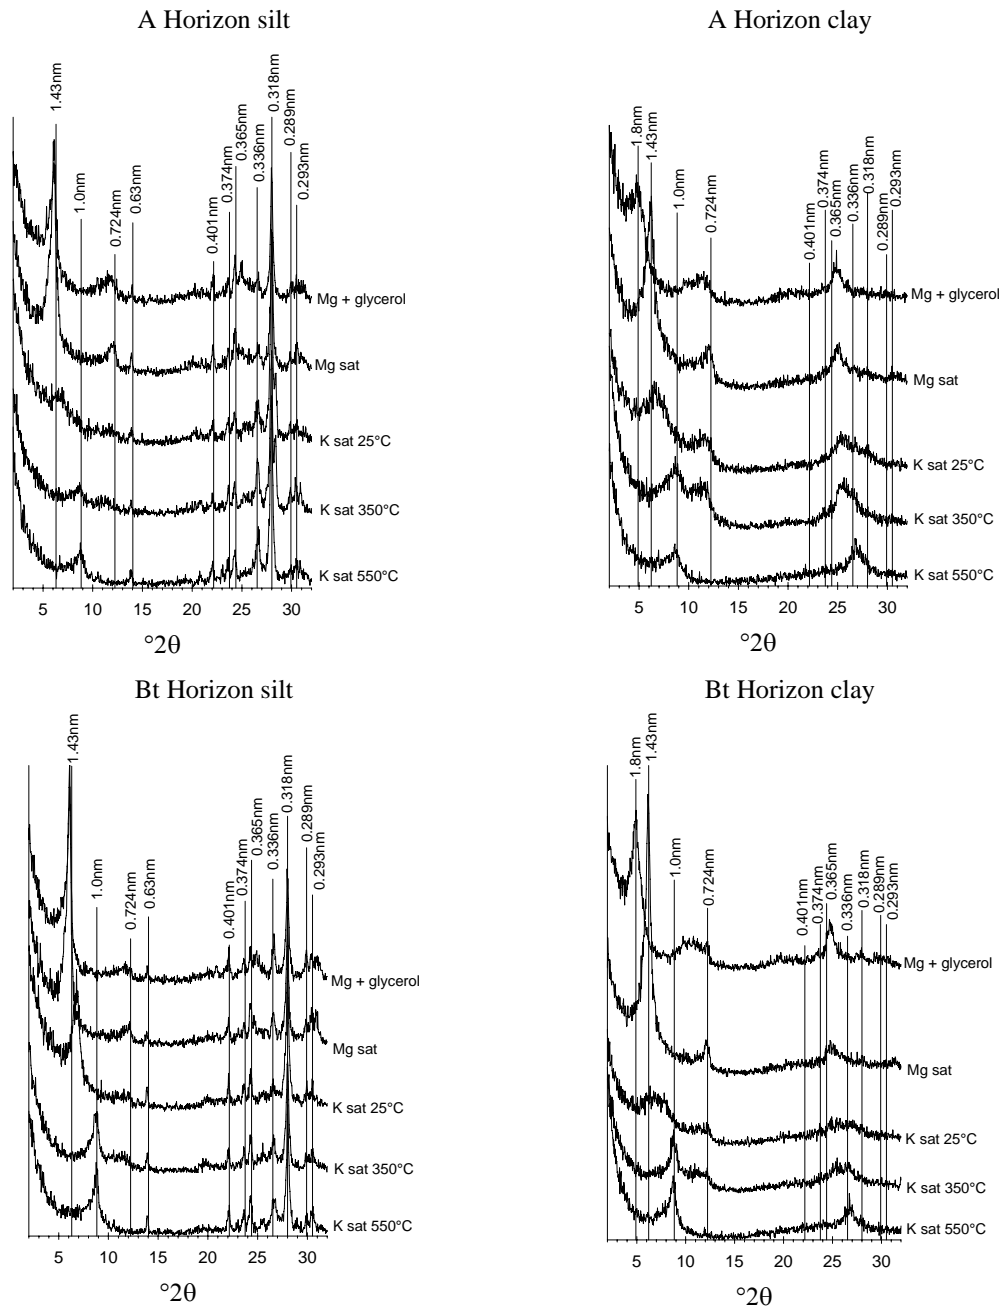 A Horizon silt
1.43nm
1.0nm
0.724nm
0.63nm
0.401nm
0.374nm
0.365nm
0.336nm
0.318nm
0.289nm
0.293nm
Mg + glycerol
Mg sat
K sat 25°C
K sat 350°C
K sat 550°C
5 10 15 20 25 30
°2θ
A Horizon clay
1.8nm
1.43nm
1.0nm
0.724nm
0.401nm
0.374nm
0.365nm
0.336nm
0.318nm
0.289nm
0.293nm
Mg + glycerol
Mg sat
K sat 25°C
K sat 350°C
K sat 550°C
5 10 15 20 25 30
°2θ
Bt Horizon silt
1.43nm
1.0nm
0.724nm
0.63nm
0.401nm
0.374nm
0.365nm
0.336nm
0.318nm
0.289nm
0.293nm
Mg + glycerol
Mg sat
K sat 25°C
K sat 350°C
K sat 550°C
5 10 15 20 25 30
°2θ
Bt Horizon clay
1.8nm
1.43nm
1.0nm
0.724nm
0.401nm
0.374nm
0.365nm
0.336nm
0.318nm
0.289nm
0.293nm
Mg + glycerol
Mg sat
K sat 25°C
K sat 350°C
K sat 550°C
5 10 15 20 25 30
°2θ